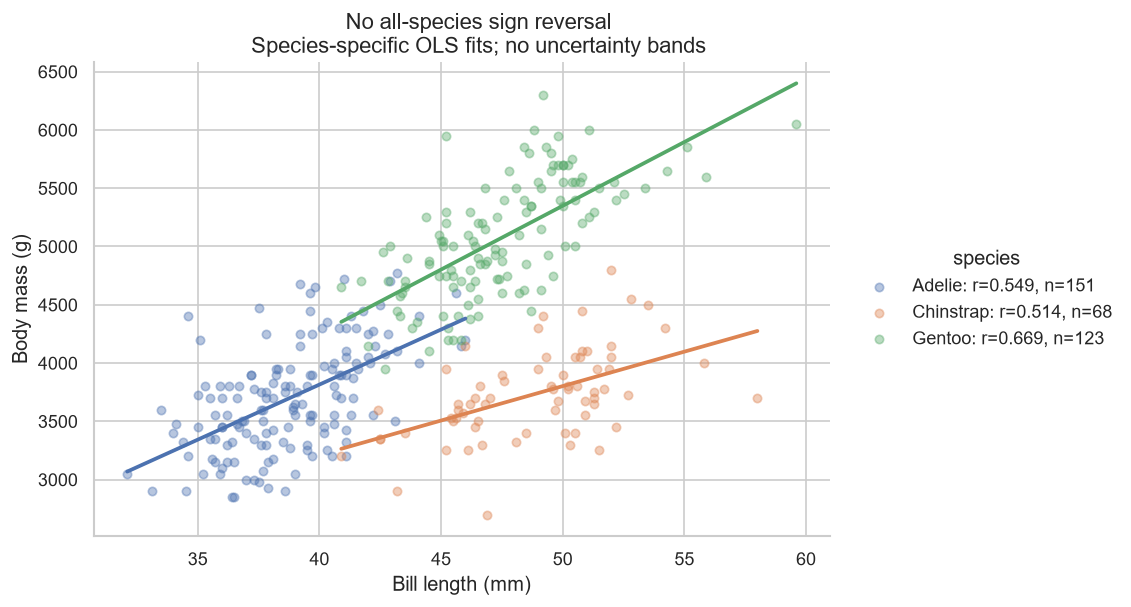 No all-species sign reversal
Species-specific OLS fits; no uncertainty bands
6500
6000
5500
5000
4500
4000
3500
3000
Body mass (g)
35
40
45
50
55
60
Bill length (mm)
species
Adelie: r=0.549, n=151
Chinstrap: r=0.514, n=68
Gentoo: r=0.669, n=123